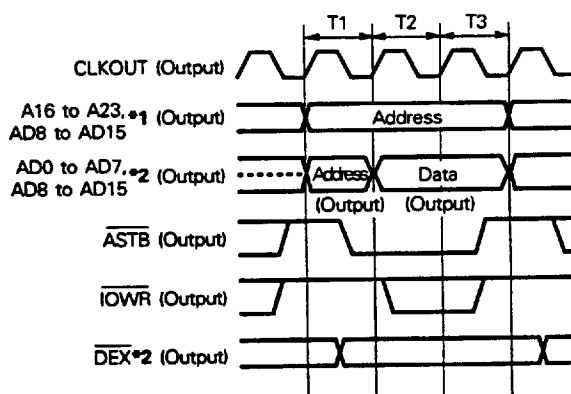 T1 T2 T3
CLKOUT (Output)
A16 to A23,*1 (Output) Address
AD8 to AD15
AD0 to AD7,*2 (Output) Address Data
AD8 to AD15
(Output) (Output)
ASTB (Output)
IOWR (Output)
DEX*2 (Output)